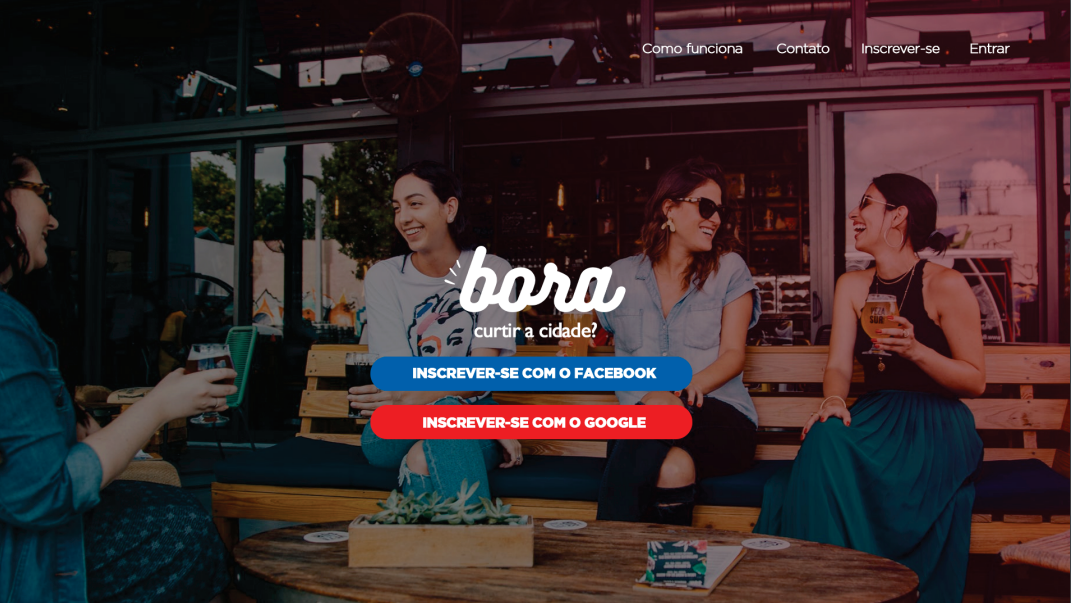 Como funciona Contato Inscrever-se Entrar
bora
curtir a cidade?
INSCREVER-SE COM O FACEBOOK
INSCREVER-SE COM O GOOGLE